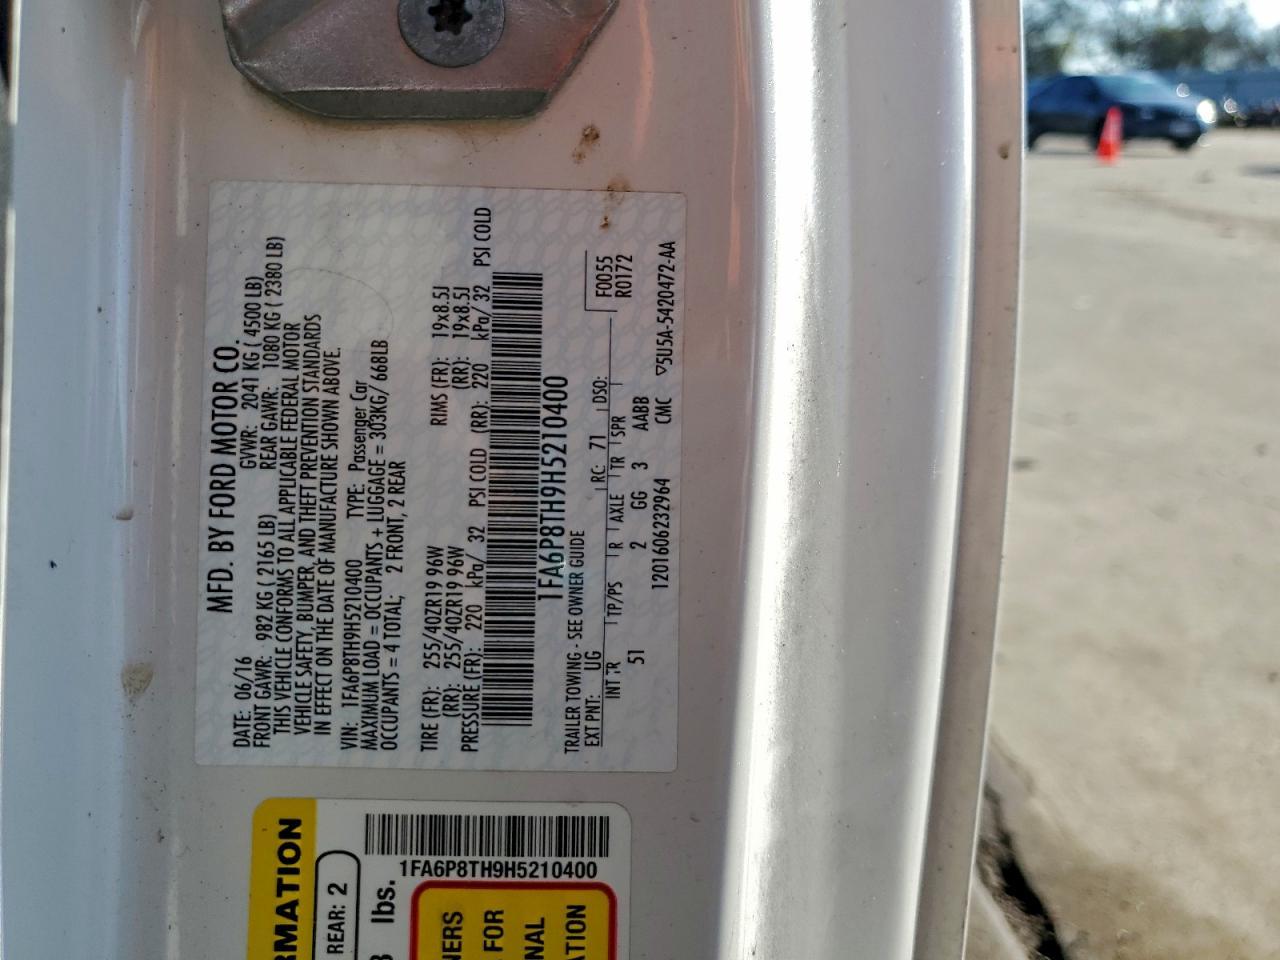 MFD. BY FORD MOTOR CO.
DATE: 06/16 GVWR: 2041 KG ( 4500 LB)
FRONT GAWR: 982 KG ( 2165 LB) REAR GAWR: 1080 KG ( 2380 LB)
THIS VEHICLE CONFORMS TO ALL APPLICABLE FEDERAL MOTOR
VEHICLE SAFETY, BUMPER, AND THEFT PREVENTION STANDARDS
IN EFFECT ON THE DATE OF MANUFACTURE SHOWN ABOVE.
VIN: 1FA6P8TH9H5210400 TYPE: Passenger Car
MAXIMUM LOAD = OCCUPANTS + LUGGAGE = 303KG/ 668LB
OCCUPANTS = 4 TOTAL; 2 FRONT, 2 REAR
TIRE (FR): 255/40ZR19 96W RIMS (FR): 19x8.5J
(RR): 255/40ZR19 96W (RR): 19x8.5J
PRESSURE (FR): 220 kPa/ 32 PSI COLD (RR): 220 kPa/ 32 PSI COLD
1FA6P8TH9H5210400
TRAILER TOWING - SEE OWNER GUIDE
EXT PNT: UG RC: 71 DSO: F0055
INT TR TP/PS R AXLE TR SPR R0172
51 2 GG 3 AABB
1201606232964 CMC ▽5U5A-5420472-AA
1FA6P8TH9H5210400
RMATION
REAR: 2
lbs.
NERS
FOR
NAL
ATION